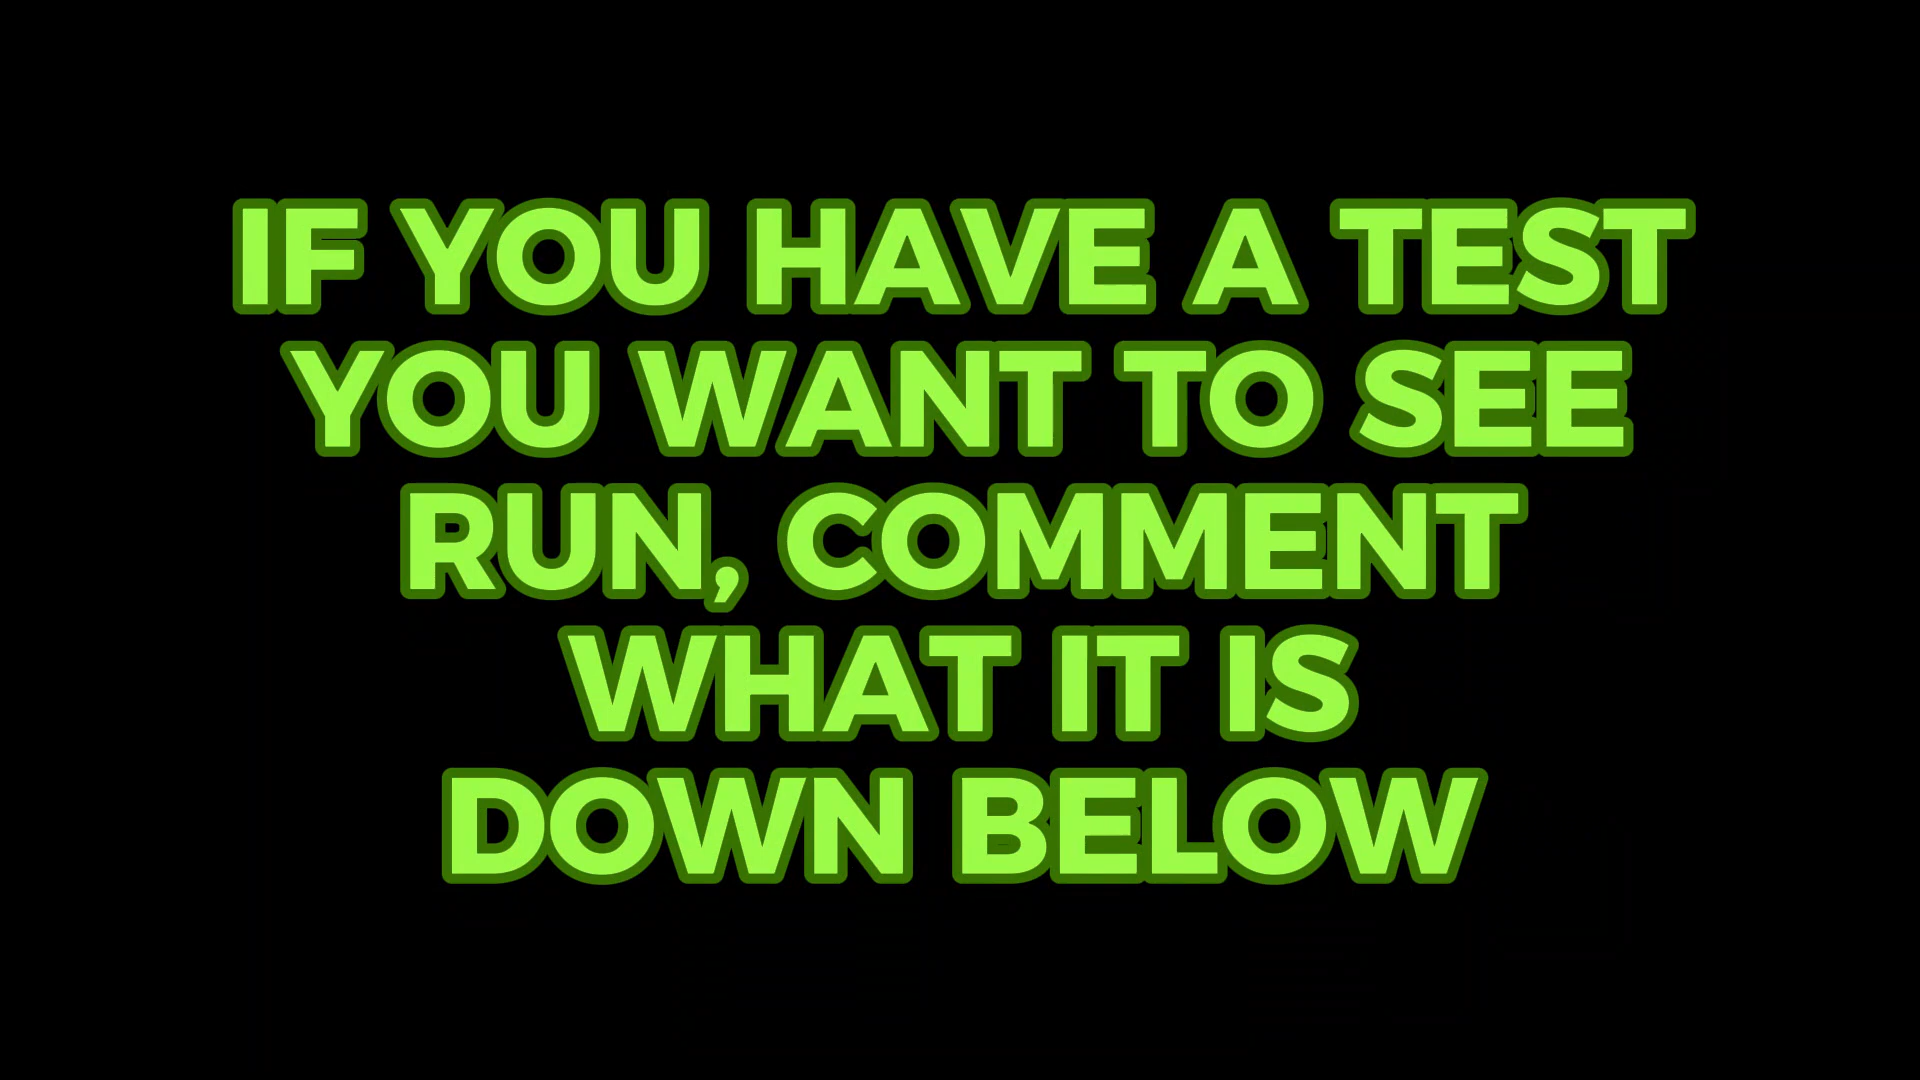 IF YOU HAVE A TEST
YOU WANT TO SEE
RUN, COMMENT
WHAT IT IS
DOWN BELOW